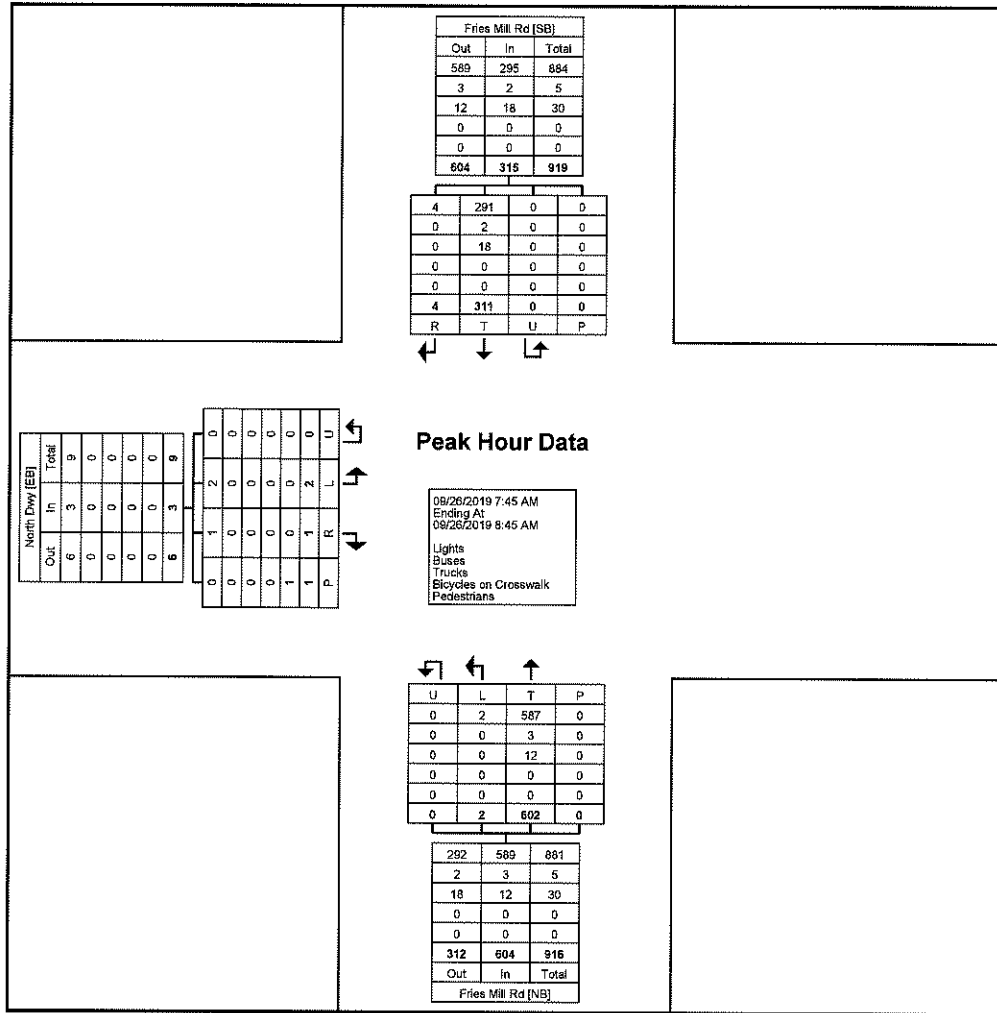 Fries Mill Rd [SB]
Out In Total
589 295 884
3 2 5
12 18 30
0 0 0
0 0 0
604 315 919
4 291 0 0
0 2 0 0
0 18 0 0
0 0 0 0
0 0 0 0
4 311 0 0
R T U P
North Dwy [EB]
Out In Total
6 3 9
0 0 0
0 0 0
0 0 0
0 0 0
6 3 9
0 1 2 0
0 0 0 0
0 0 0 0
0 0 0 0
1 0 0 0
1 1 2 0
P R L U
Peak Hour Data
09/26/2019 7:45 AM
Ending At
09/26/2019 8:45 AM
Lights
Buses
Trucks
Bicycles on Crosswalk
Pedestrians
U L T P
0 2 587 0
0 0 3 0
0 0 12 0
0 0 0 0
0 0 0 0
0 2 602 0
292 589 881
2 3 5
18 12 30
0 0 0
0 0 0
312 604 916
Out In Total
Fries Mill Rd [NB]